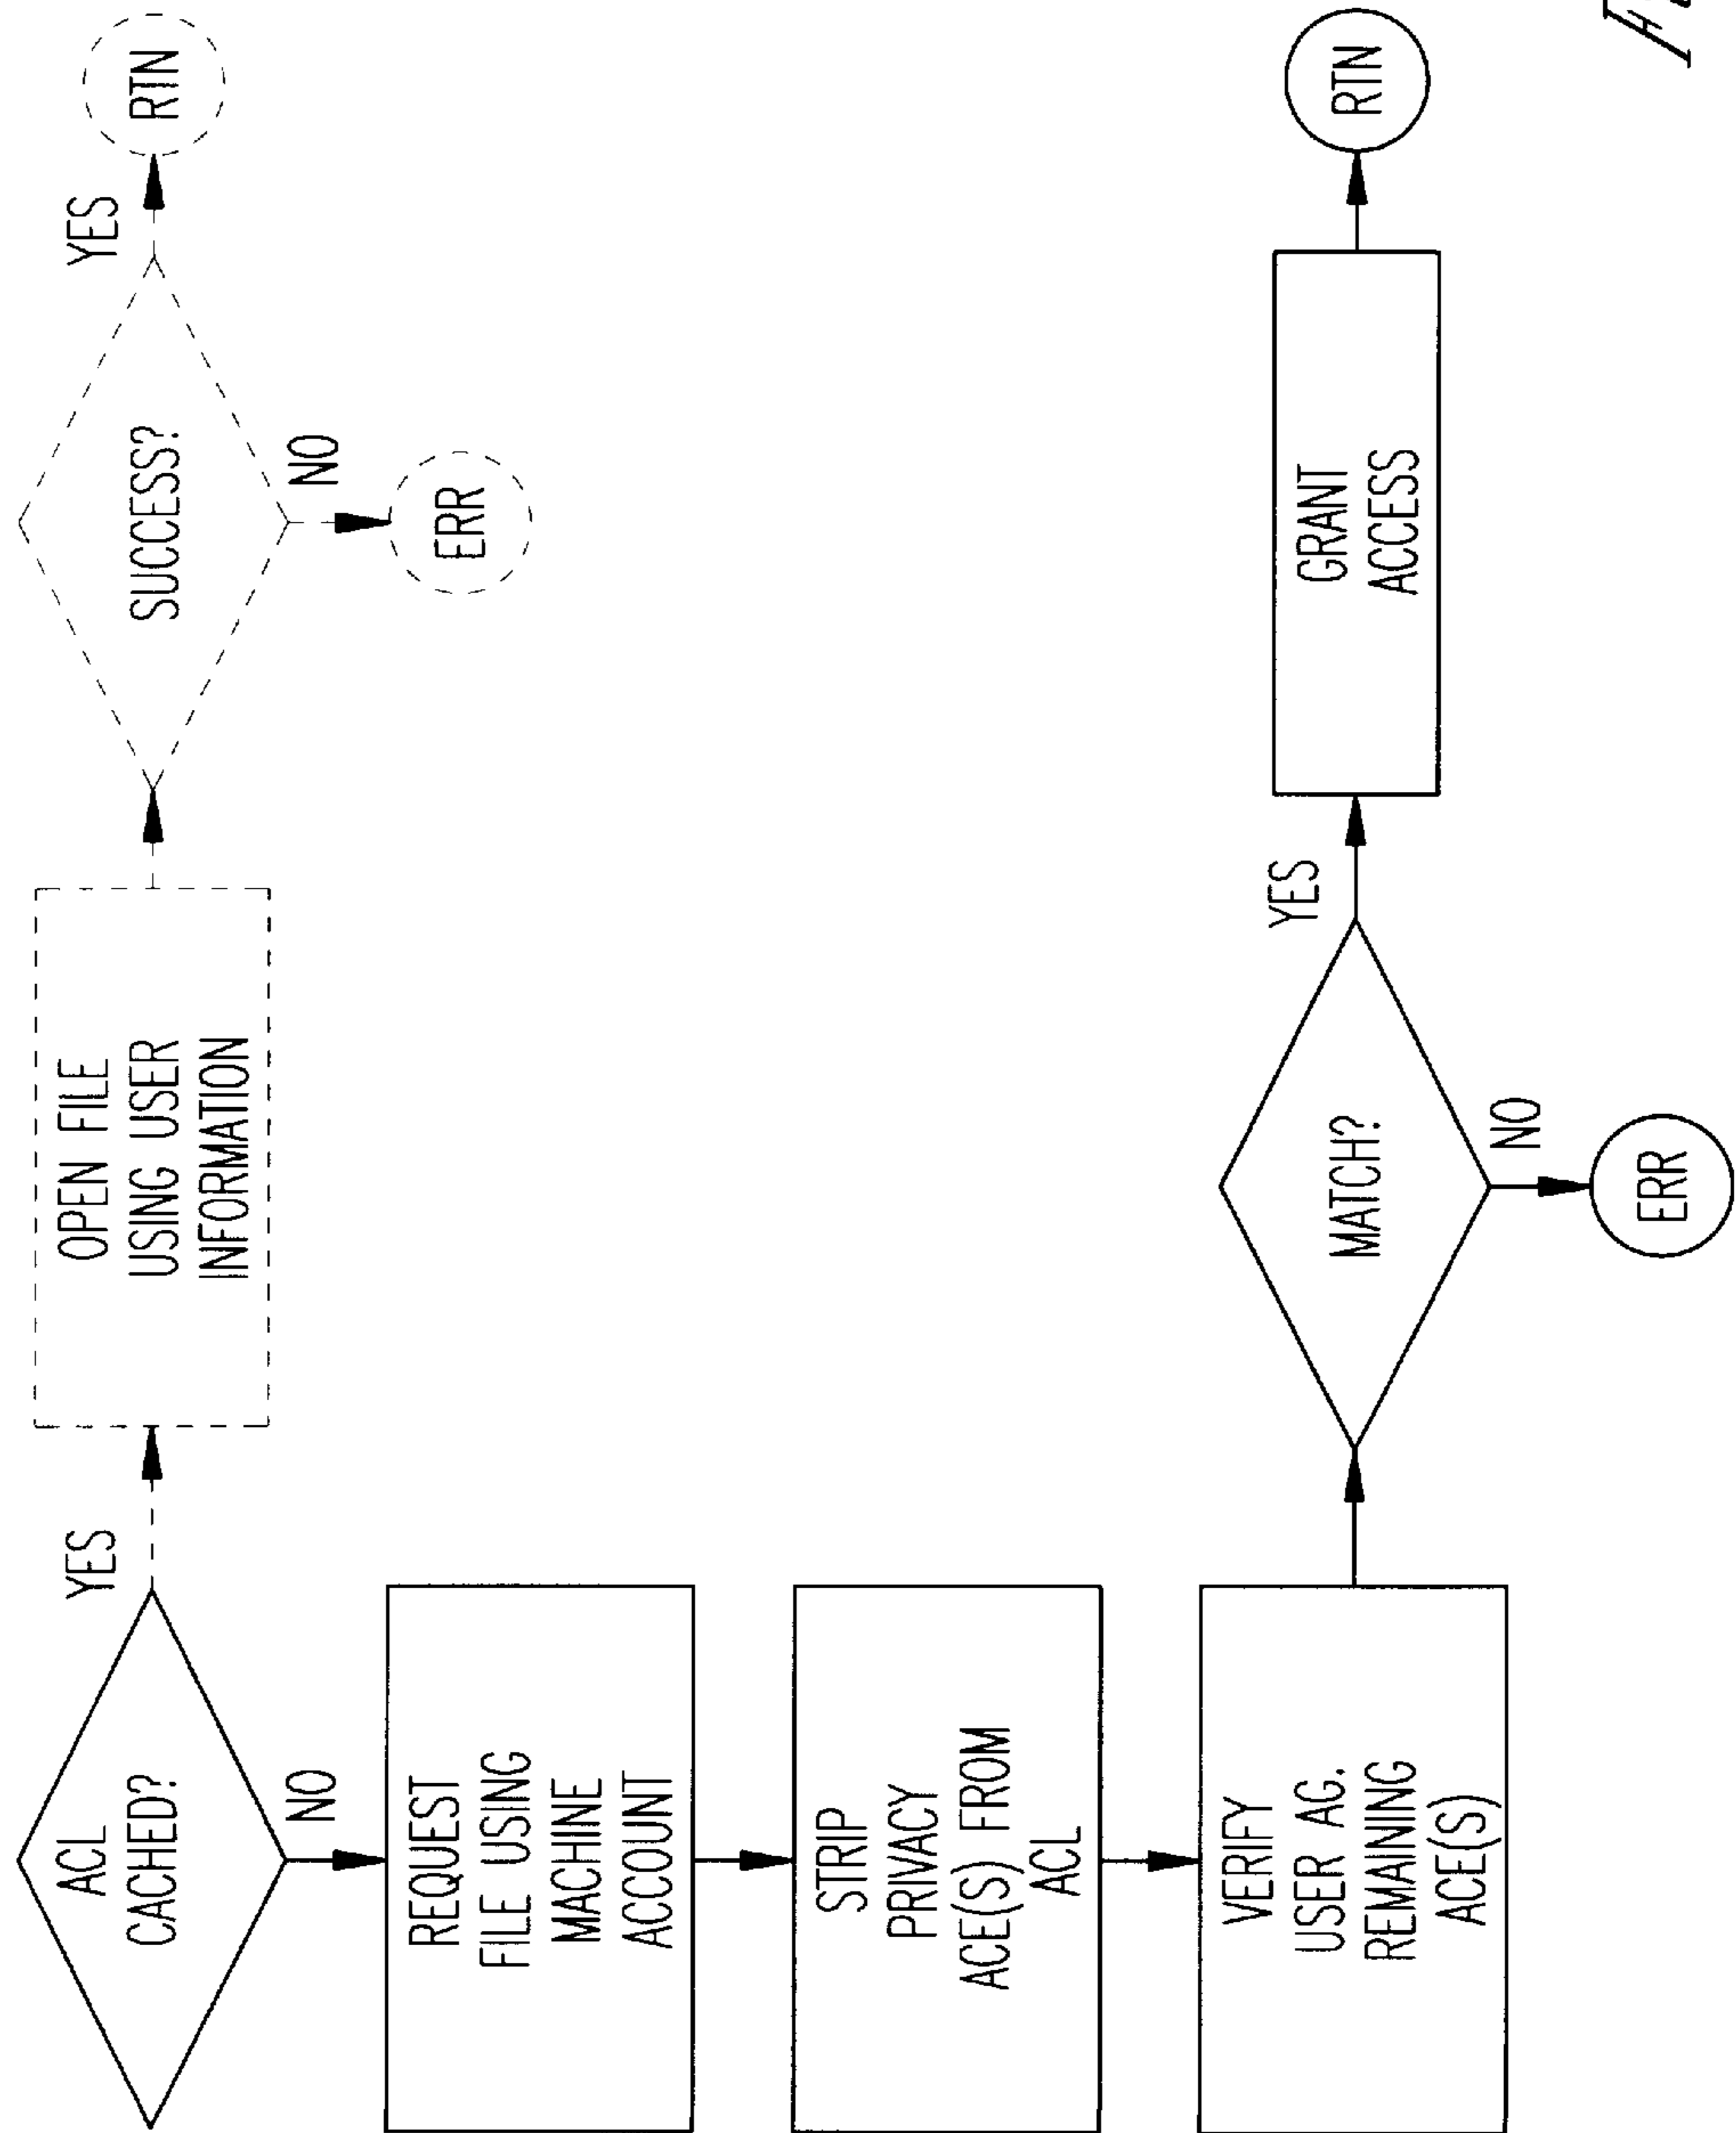 ACL
CACHED?
YES
OPEN FILE
USING USER
INFORMATION
SUCCESS?
YES
RTN
NO
ERR
NO
REQUEST
FILE USING
MACHINE
ACCOUNT
STRIP
PRIVACY
ACE(S) FROM
ACL
VERIFY
USER AG.
REMAINING
ACE(S)
MATCH?
YES
GRANT
ACCESS
RTN
NO
ERR